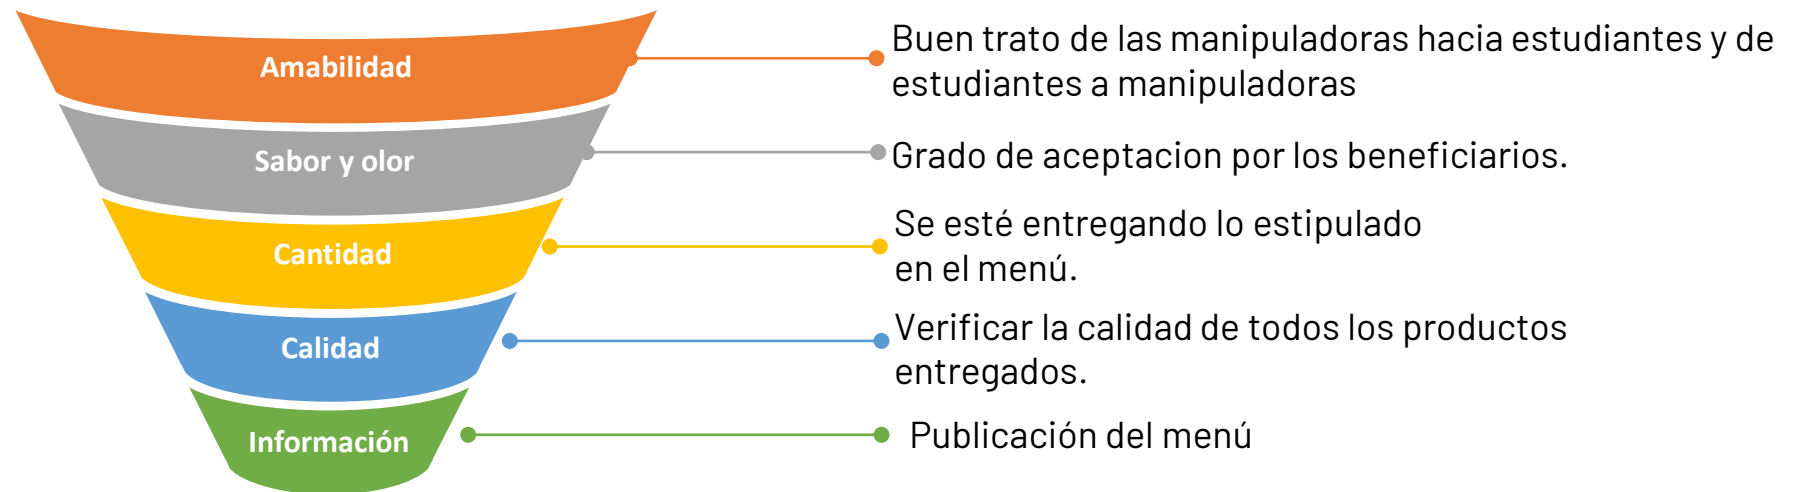 Amabilidad
Buen trato de las manipuladoras hacia estudiantes y de
estudiantes a manipuladoras
Sabor y olor
Grado de aceptacion por los beneficiarios.
Cantidad
Se esté entregando lo estipulado
en el menú.
Calidad
Verificar la calidad de todos los productos
entregados.
Información
Publicación del menú